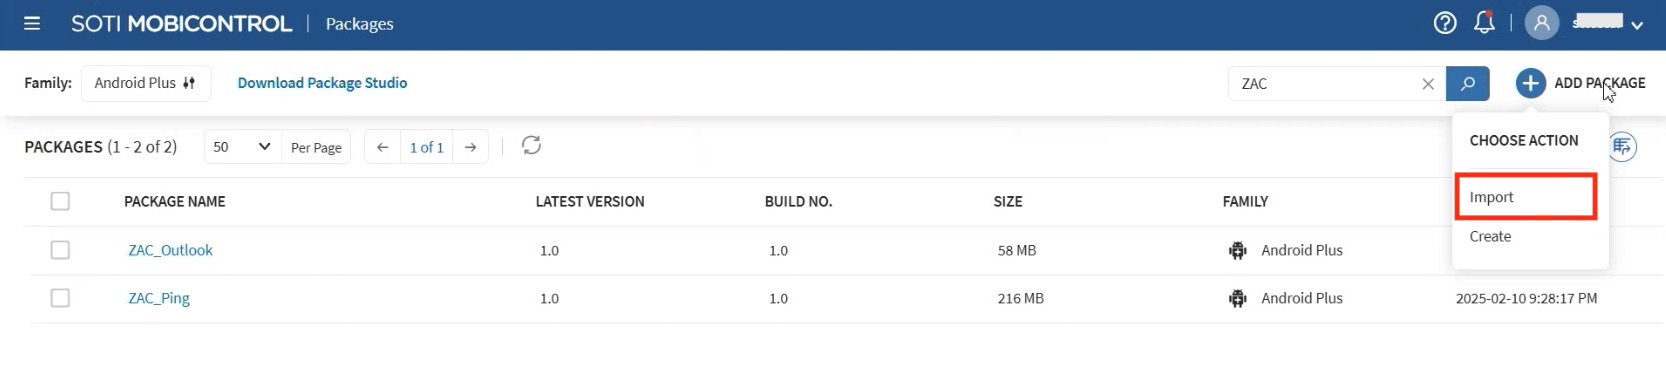 SOTI MOBICONTROL | Packages
Family: Android Plus Download Package Studio ZAC ADD PACKAGE
CHOOSE ACTION
Import
Create
PACKAGES (1 - 2 of 2) 50 Per Page 1 of 1
PACKAGE NAME LATEST VERSION BUILD NO. SIZE FAMILY
ZAC_Outlook 1.0 1.0 58 MB Android Plus
ZAC_Ping 1.0 1.0 216 MB Android Plus 2025-02-10 9:28:17 PM